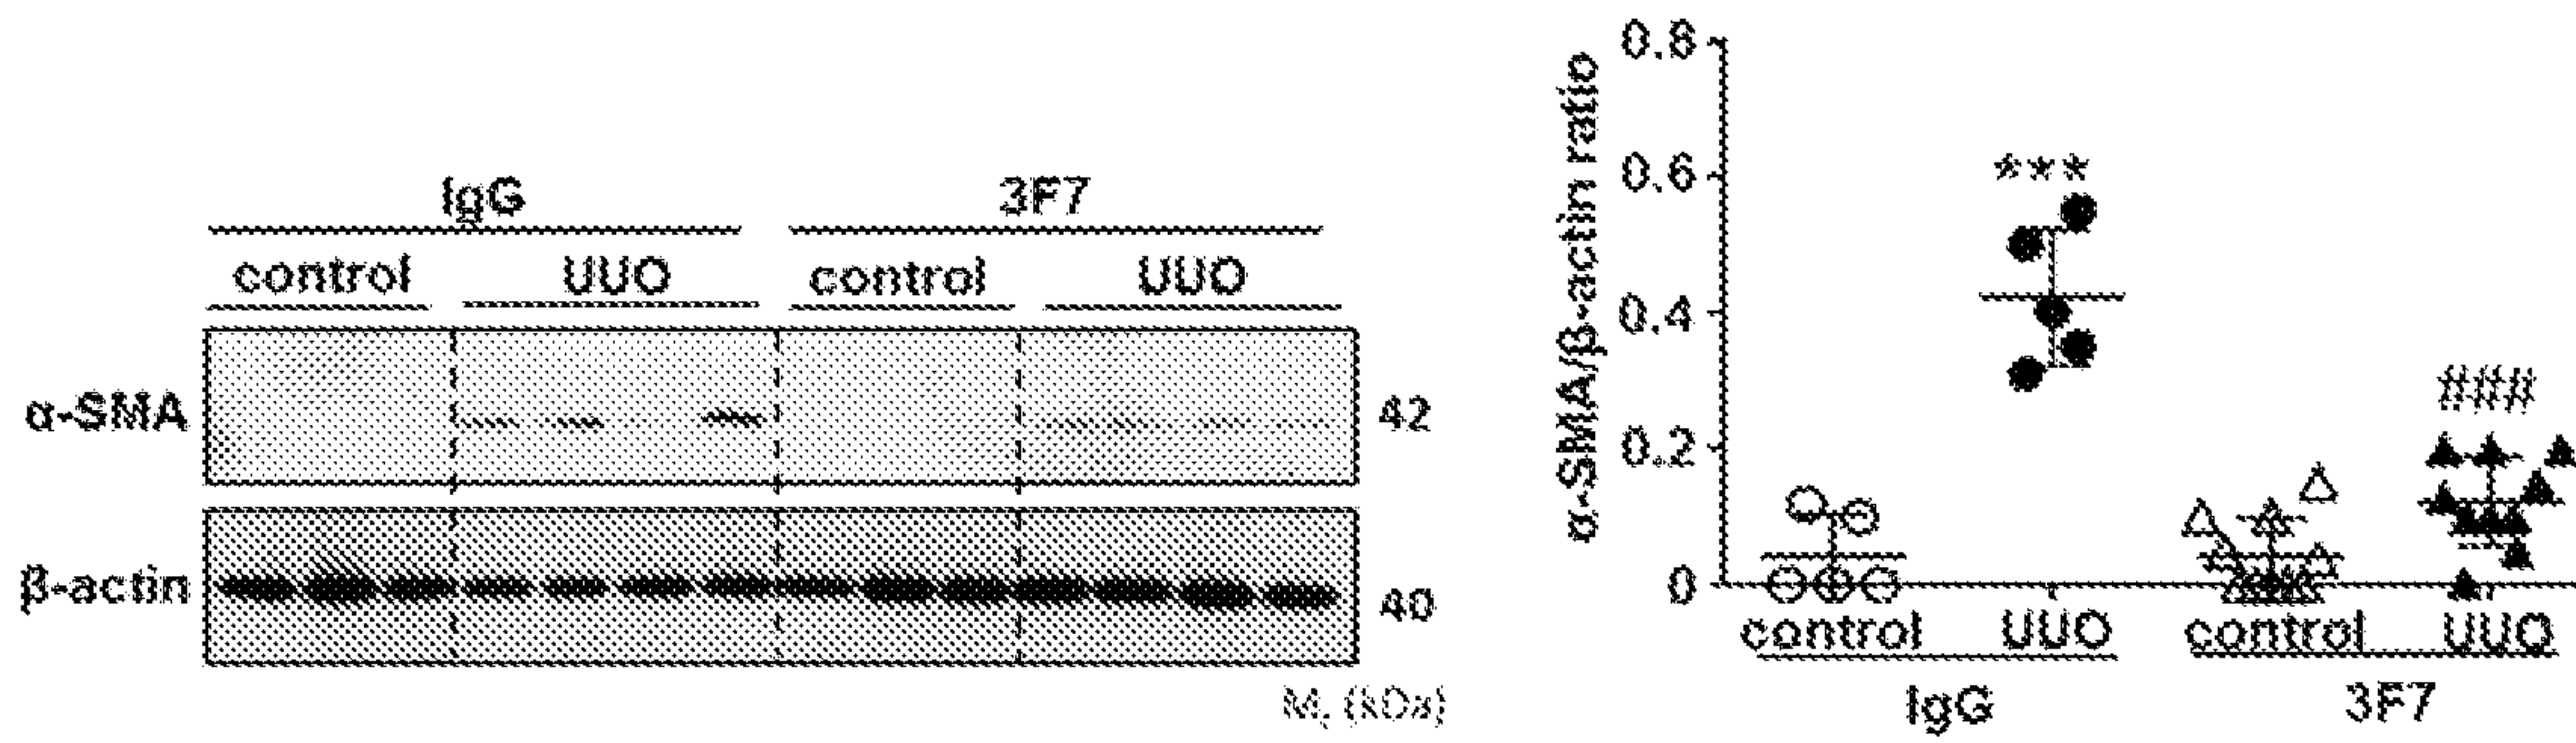 IgG 3F7
control UUO control UUO
α-SMA 42
β-actin 40
Mr (kDa)
α-SMA/β-actin ratio
0.8
0.6
0.4
0.2
0
***
###
control UUO control UUO
IgG 3F7